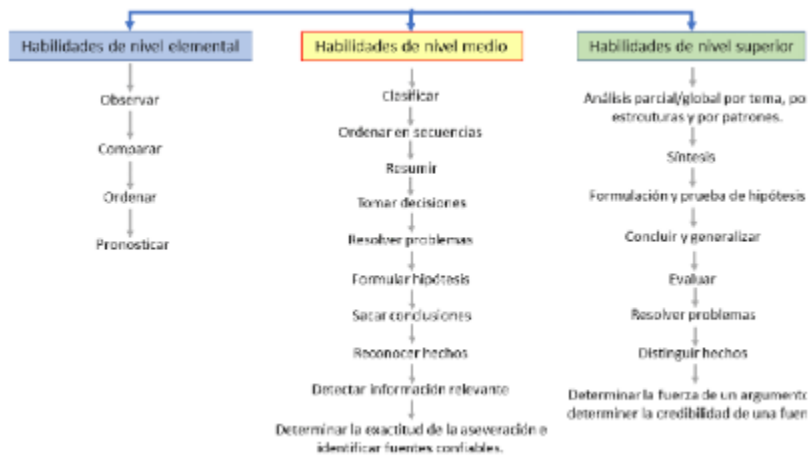 Habilidades de nivel elemental
Observar
Comparar
Ordenar
Pronosticar
Habilidades de nivel medio
Clasificar
Ordenar en secuencias
Resumir
Tomar decisiones
Resolver problemas
Formular hipótesis
Sacar conclusiones
Reconocer hechos
Detectar información relevante
Determinar la exactitud de la aseveración e
identificar fuentes confiables.
Habilidades de nivel superior
Análisis parcial/global por tema, po
estrcuturas y por patrones.
Síntesis
Formulación y prueba de hipótesis
Concluir y generalizar
Evaluar
Resolver problemas
Distinguir hechos
Determinar la fuerza de un argumento
determiner la credibilidad de una fuen